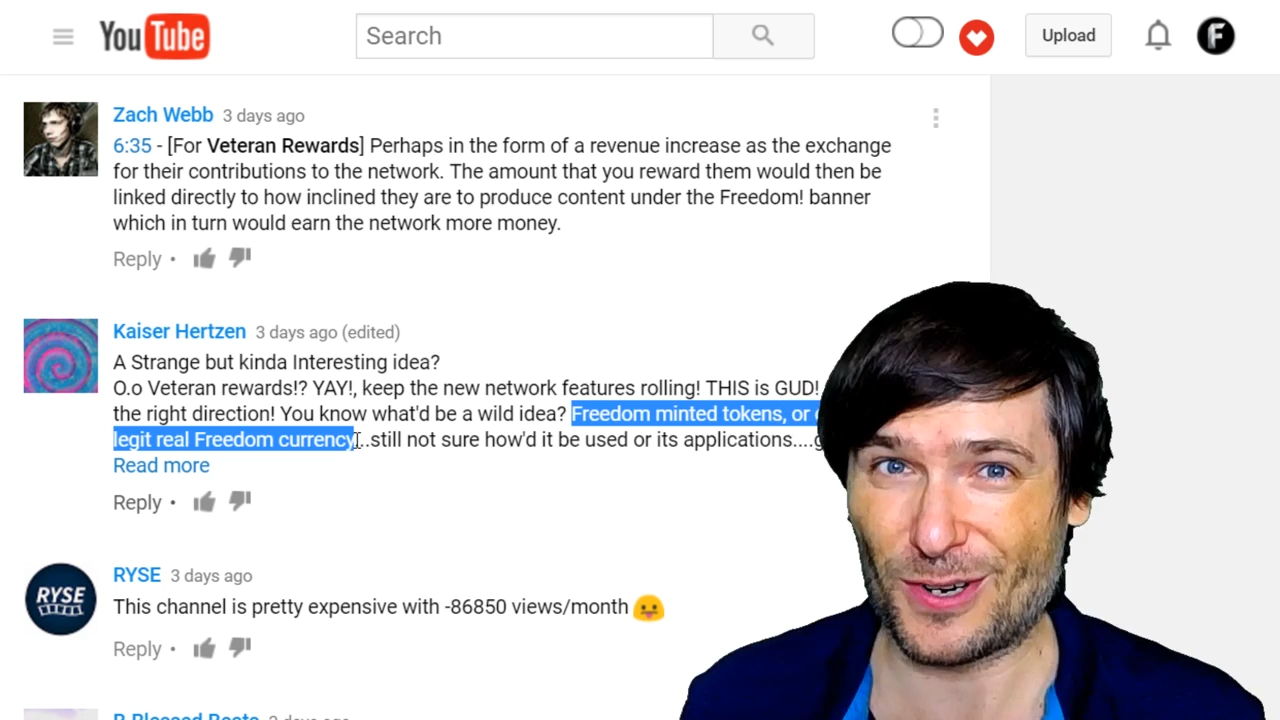 YouTube
Search
Upload
F
Zach Webb 3 days ago
6:35 - [For Veteran Rewards] Perhaps in the form of a revenue increase as the exchange
for their contributions to the network. The amount that you reward them would then be
linked directly to how inclined they are to produce content under the Freedom! banner
which in turn would earn the network more money.
Reply •
Kaiser Hertzen 3 days ago (edited)
A Strange but kinda Interesting idea?
O.o Veteran rewards!? YAY!, keep the new network features rolling! THIS is GUD!
the right direction! You know what'd be a wild idea? Freedom minted tokens, or
legit real Freedom currency...still not sure how'd it be used or its applications....
Read more
Reply •
RYSE
RYSE 3 days ago
This channel is pretty expensive with -86850 views/month
Reply •